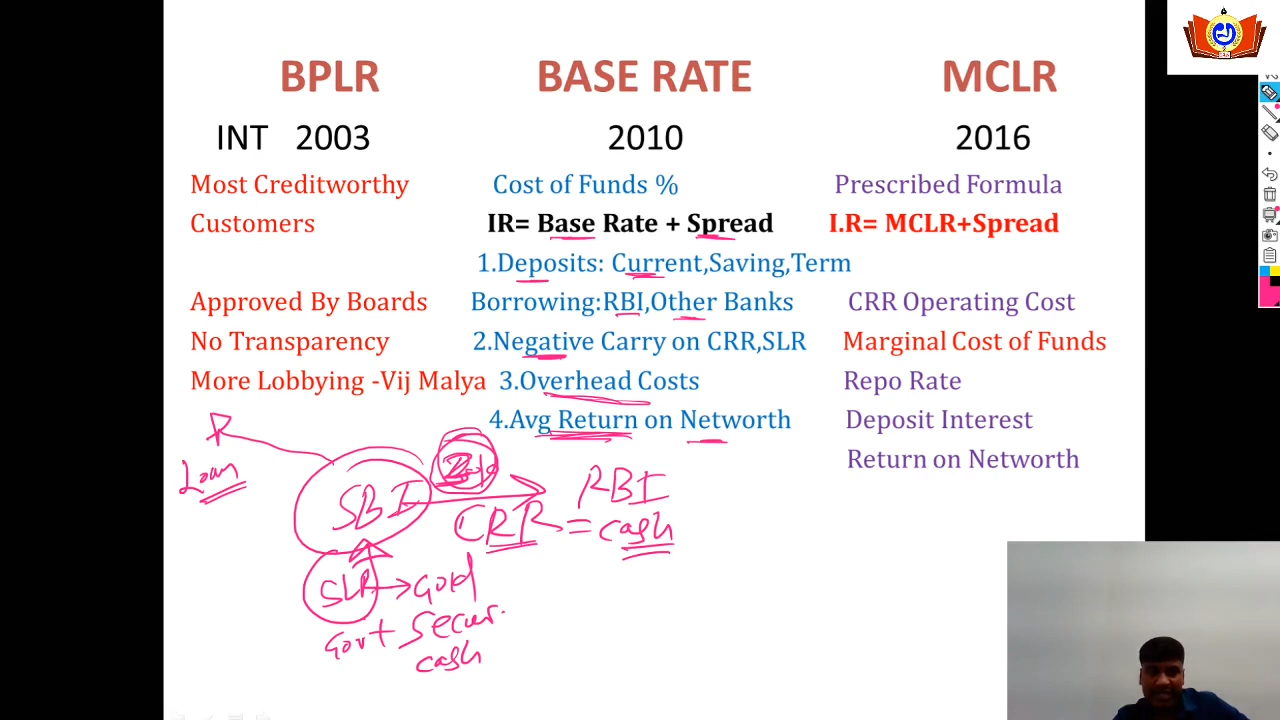 BPLR
INT 2003
Most Creditworthy
Customers
Approved By Boards
No Transparency
More Lobbying -Vij Malya
BASE RATE
2010
Cost of Funds %
IR= Base Rate + Spread
1.Deposits: Current,Saving,Term
Borrowing:RBI,Other Banks
2.Negative Carry on CRR,SLR
3.Overhead Costs
4.Avg Return on Networth
MCLR
2016
Prescribed Formula
I.R= MCLR+Spread
CRR Operating Cost
Marginal Cost of Funds
Repo Rate
Deposit Interest
Return on Networth
R
Loan
SBI
RBI
CRR = cash
SLR → Gold
Govt Secur.
cash